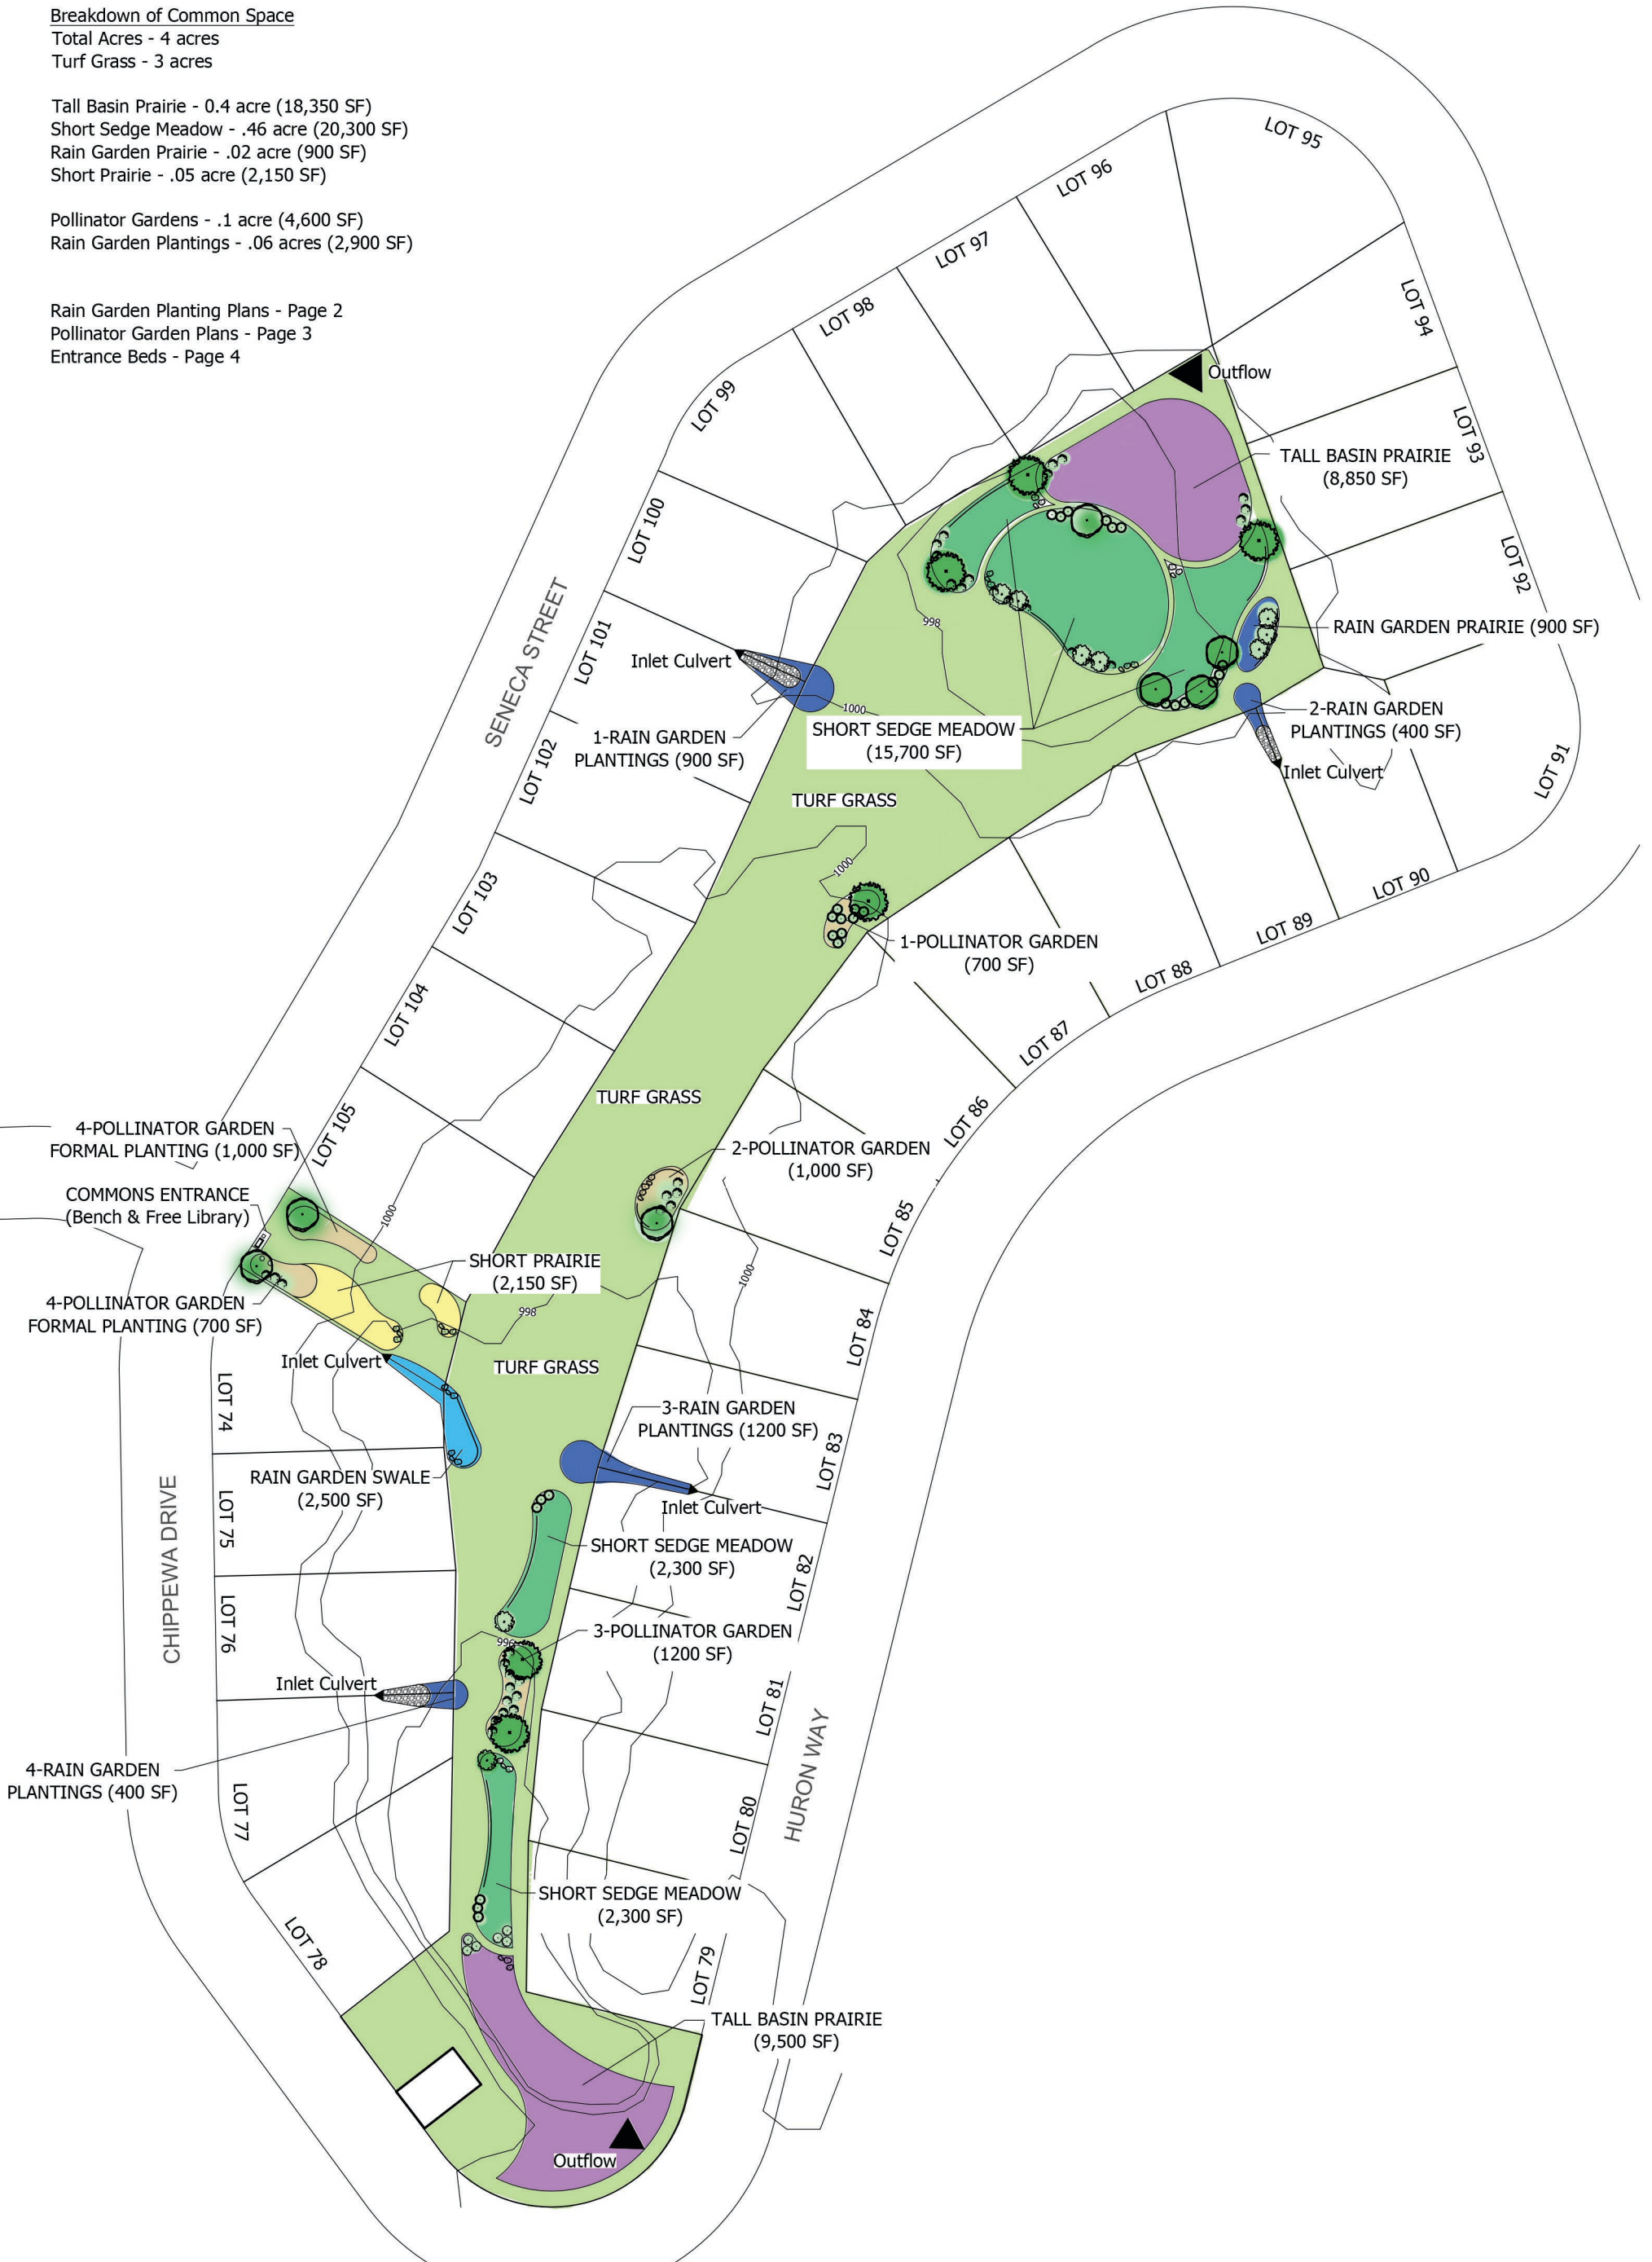 Breakdown of Common Space
Total Acres - 4 acres
Turf Grass - 3 acres
Tall Basin Prairie - 0.4 acre (18,350 SF)
Short Sedge Meadow - .46 acre (20,300 SF)
Rain Garden Prairie - .02 acre (900 SF)
Short Prairie - .05 acre (2,150 SF)
Pollinator Gardens - .1 acre (4,600 SF)
Rain Garden Plantings - .06 acres (2,900 SF)
Rain Garden Planting Plans - Page 2
Pollinator Garden Plans - Page 3
Entrance Beds - Page 4
LOT 95
LOT 96
LOT 97
LOT 98
LOT 99
LOT 94
LOT 93
LOT 92
LOT 91
Outflow
TALL BASIN PRAIRIE
(8,850 SF)
LOT 100
LOT 101
LOT 102
SENECA STREET
998
RAIN GARDEN PRAIRIE (900 SF)
Inlet Culvert
1000
1-RAIN GARDEN
PLANTINGS (900 SF)
SHORT SEDGE MEADOW
(15,700 SF)
2-RAIN GARDEN
PLANTINGS (400 SF)
Inlet Culvert
TURF GRASS
1000
LOT 103
LOT 104
LOT 105
LOT 90
LOT 89
LOT 88
LOT 87
LOT 86
LOT 85
1-POLLINATOR GARDEN
(700 SF)
TURF GRASS
4-POLLINATOR GARDEN
FORMAL PLANTING (1,000 SF)
2-POLLINATOR GARDEN
(1,000 SF)
COMMONS ENTRANCE
(Bench & Free Library)
1000
SHORT PRAIRIE
(2,150 SF)
1000
998
4-POLLINATOR GARDEN
FORMAL PLANTING (700 SF)
LOT 84
Inlet Culvert
TURF GRASS
LOT 74
3-RAIN GARDEN
PLANTINGS (1200 SF)
LOT 83
RAIN GARDEN SWALE
(2,500 SF)
Inlet Culvert
LOT 75
CHIPPEWA DRIVE
SHORT SEDGE MEADOW
(2,300 SF)
LOT 82
LOT 76
996
3-POLLINATOR GARDEN
(1200 SF)
Inlet Culvert
LOT 81
HURON WAY
4-RAIN GARDEN
PLANTINGS (400 SF)
LOT 77
LOT 80
SHORT SEDGE MEADOW
(2,300 SF)
LOT 78
LOT 79
TALL BASIN PRAIRIE
(9,500 SF)
Outflow